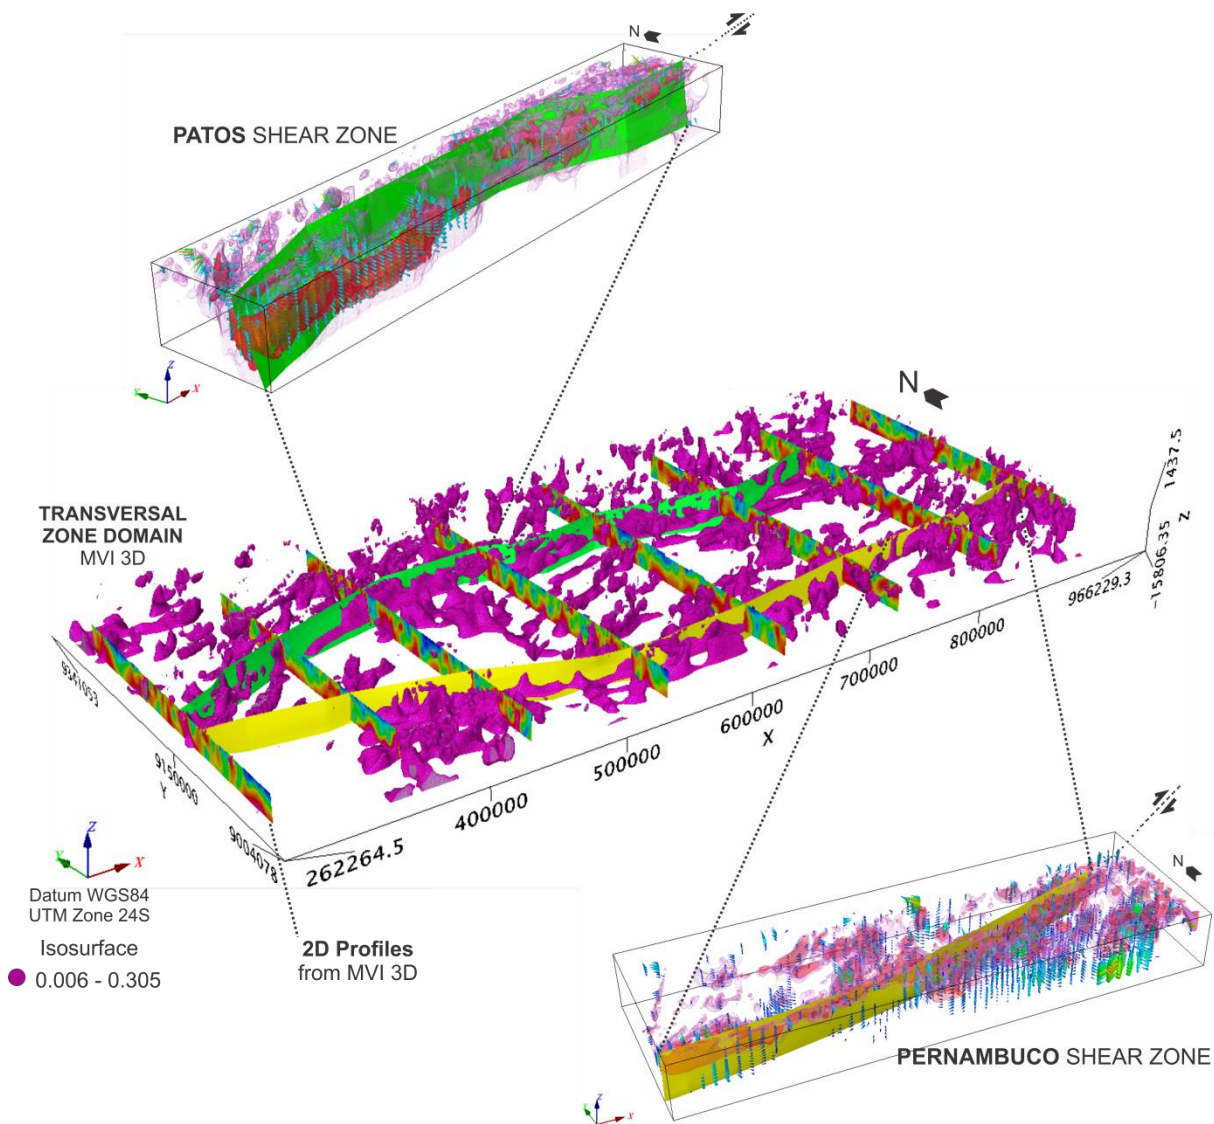 N
PATOS SHEAR ZONE
Z
Y
X
N
TRANSVERSAL
ZONE DOMAIN
MVI 3D
1437.5
Z
-15806.35
966229.3
800000
700000
600000
X
500000
400000
262264.5
9341053
9150000
Y
9004078
Z
Y
X
Datum WGS84
UTM Zone 24S
Isosurface
0.006 - 0.305
2D Profiles
from MVI 3D
N
PERNAMBUCO SHEAR ZONE
Z
X